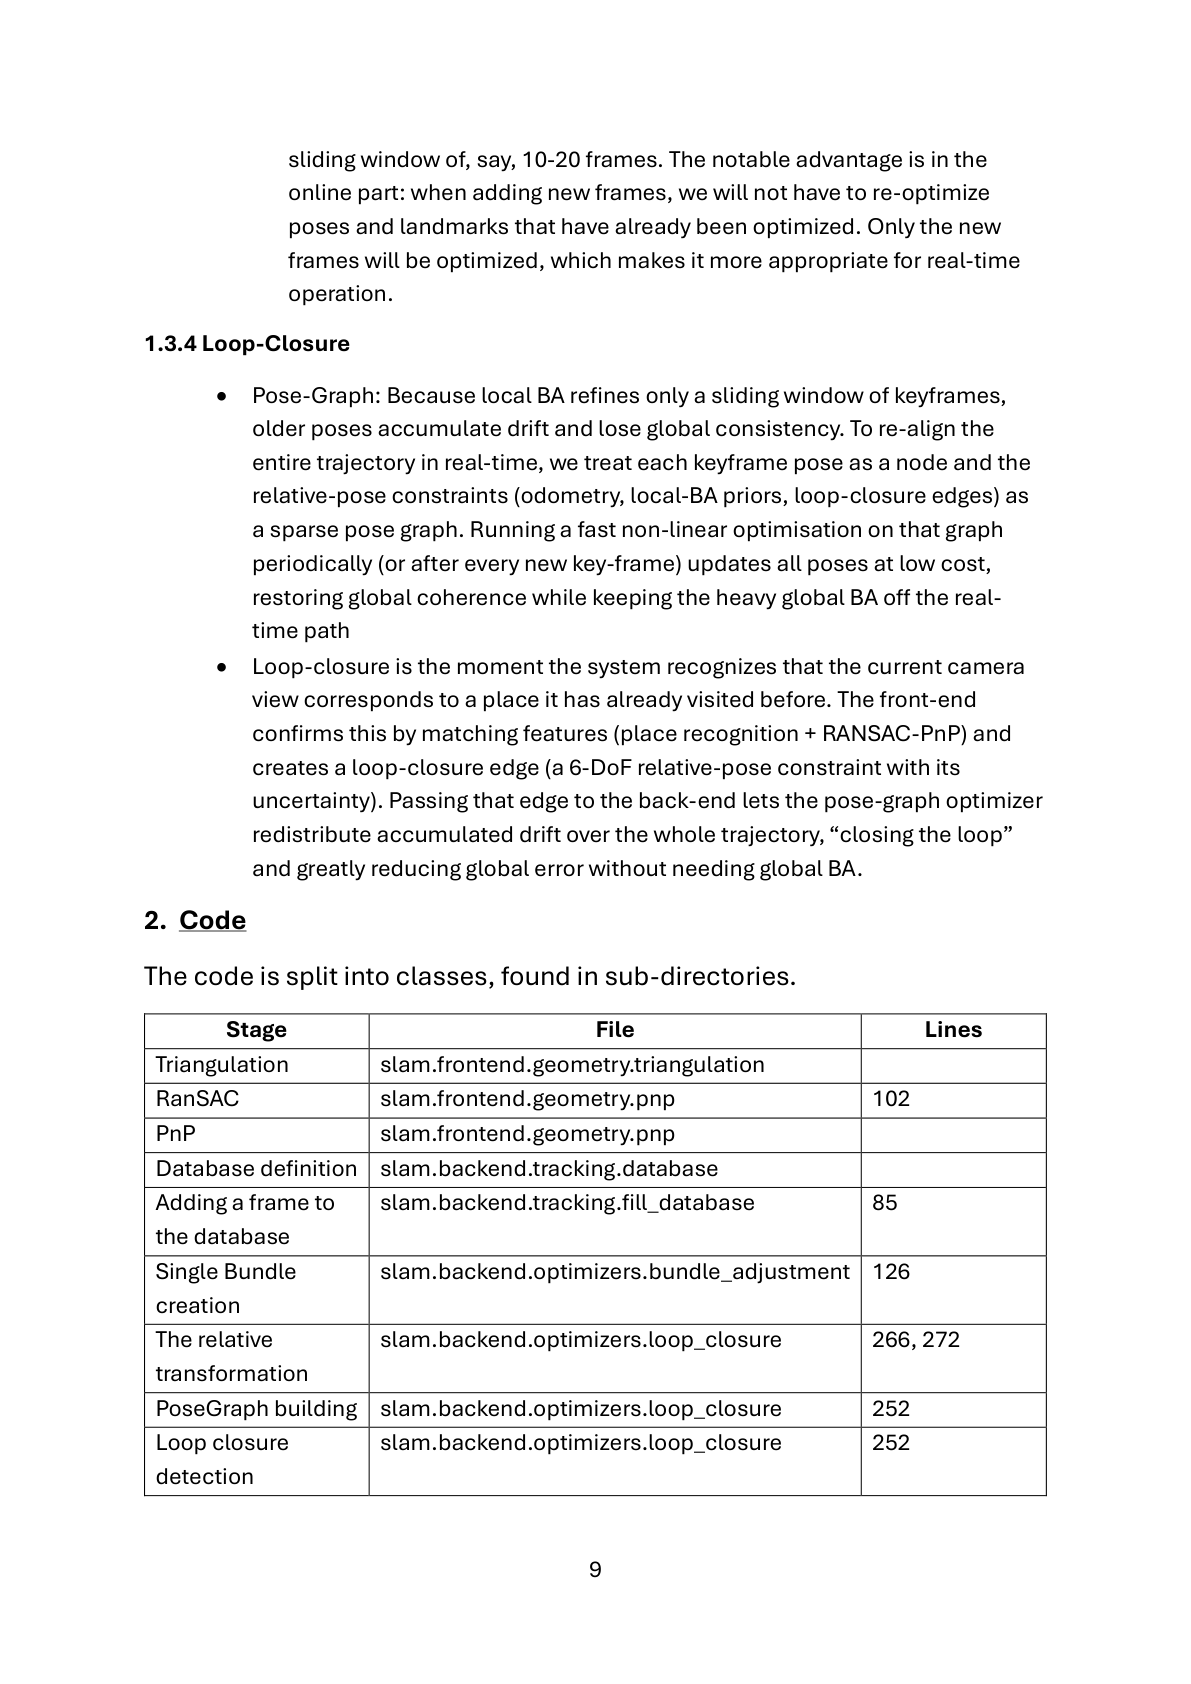 sliding window of, say, 10-20 frames. The notable advantage is in the
online part: when adding new frames, we will not have to re-optimize
poses and landmarks that have already been optimized. Only the new
frames will be optimized, which makes it more appropriate for real-time
operation.
1.3.4 Loop-Closure
• Pose-Graph: Because local BA refines only a sliding window of keyframes,
older poses accumulate drift and lose global consistency. To re-align the
entire trajectory in real-time, we treat each keyframe pose as a node and the
relative-pose constraints (odometry, local-BA priors, loop-closure edges) as
a sparse pose graph. Running a fast non-linear optimisation on that graph
periodically (or after every new key-frame) updates all poses at low cost,
restoring global coherence while keeping the heavy global BA off the real-
time path
• Loop-closure is the moment the system recognizes that the current camera
view corresponds to a place it has already visited before. The front-end
confirms this by matching features (place recognition + RANSAC-PnP) and
creates a loop-closure edge (a 6-DoF relative-pose constraint with its
uncertainty). Passing that edge to the back-end lets the pose-graph optimizer
redistribute accumulated drift over the whole trajectory, “closing the loop”
and greatly reducing global error without needing global BA.
2. Code
The code is split into classes, found in sub-directories.
Stage File Lines
Triangulation slam.frontend.geometry.triangulation
RanSAC slam.frontend.geometry.pnp 102
PnP slam.frontend.geometry.pnp
Database definition slam.backend.tracking.database
Adding a frame to slam.backend.tracking.fill_database 85
the database
Single Bundle slam.backend.optimizers.bundle_adjustment 126
creation
The relative slam.backend.optimizers.loop_closure 266, 272
transformation
PoseGraph building slam.backend.optimizers.loop_closure 252
Loop closure slam.backend.optimizers.loop_closure 252
detection
9